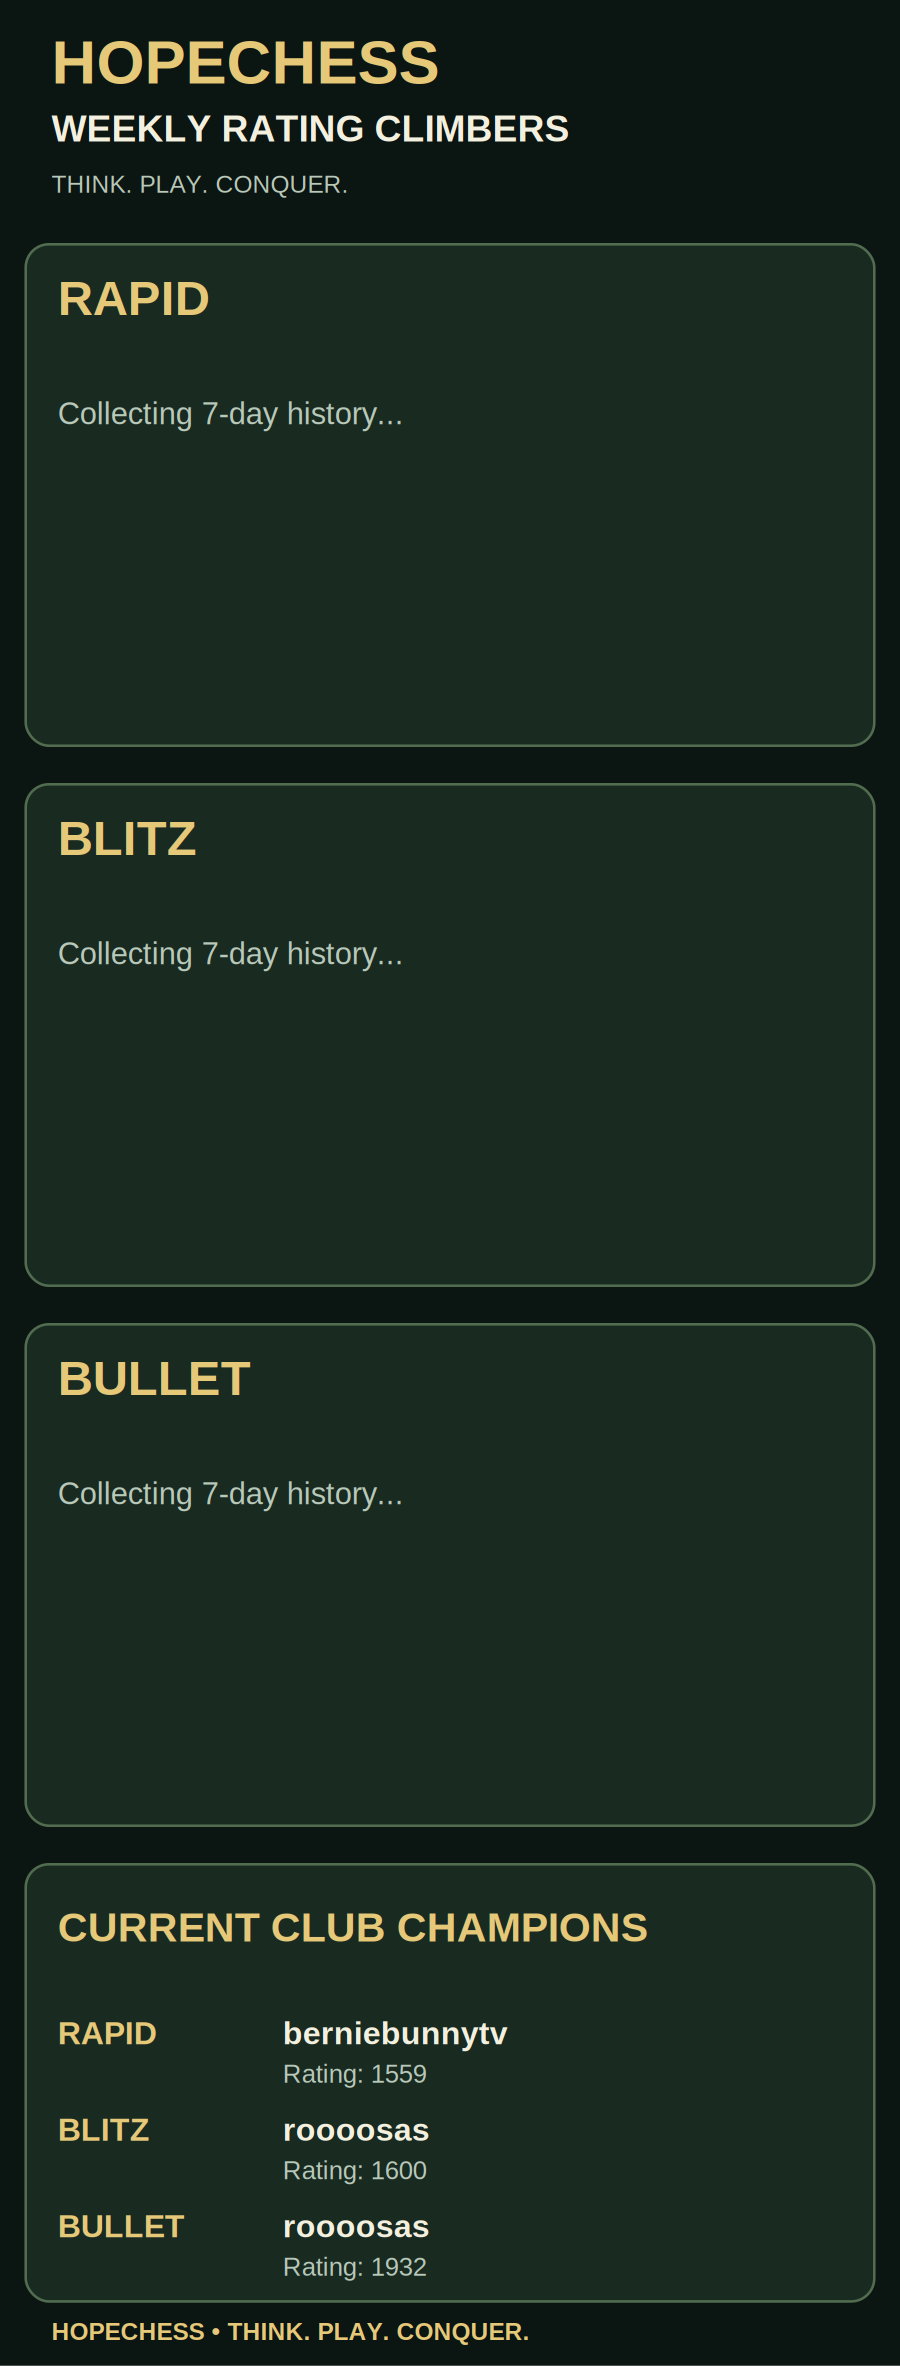 HOPECHESS
WEEKLY RATING CLIMBERS
THINK. PLAY. CONQUER.
RAPID
Collecting 7-day history...
BLITZ
Collecting 7-day history...
BULLET
Collecting 7-day history...
CURRENT CLUB CHAMPIONS
RAPID berniebunnytv
Rating: 1559
BLITZ roooosas
Rating: 1600
BULLET roooosas
Rating: 1932
HOPECHESS • THINK. PLAY. CONQUER.